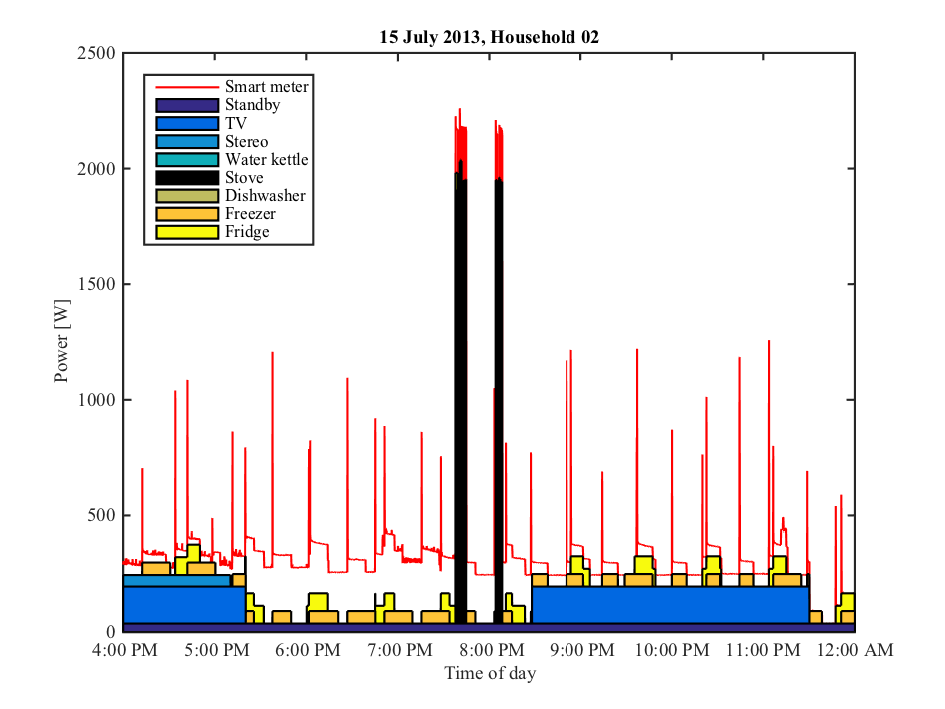 15 July 2013, Household 02
2500
2000
1500
1000
500
0
Power [W]
Smart meter
Standby
TV
Stereo
Water kettle
Stove
Dishwasher
Freezer
Fridge
4:00 PM 5:00 PM 6:00 PM 7:00 PM 8:00 PM 9:00 PM 10:00 PM 11:00 PM 12:00 AM
Time of day